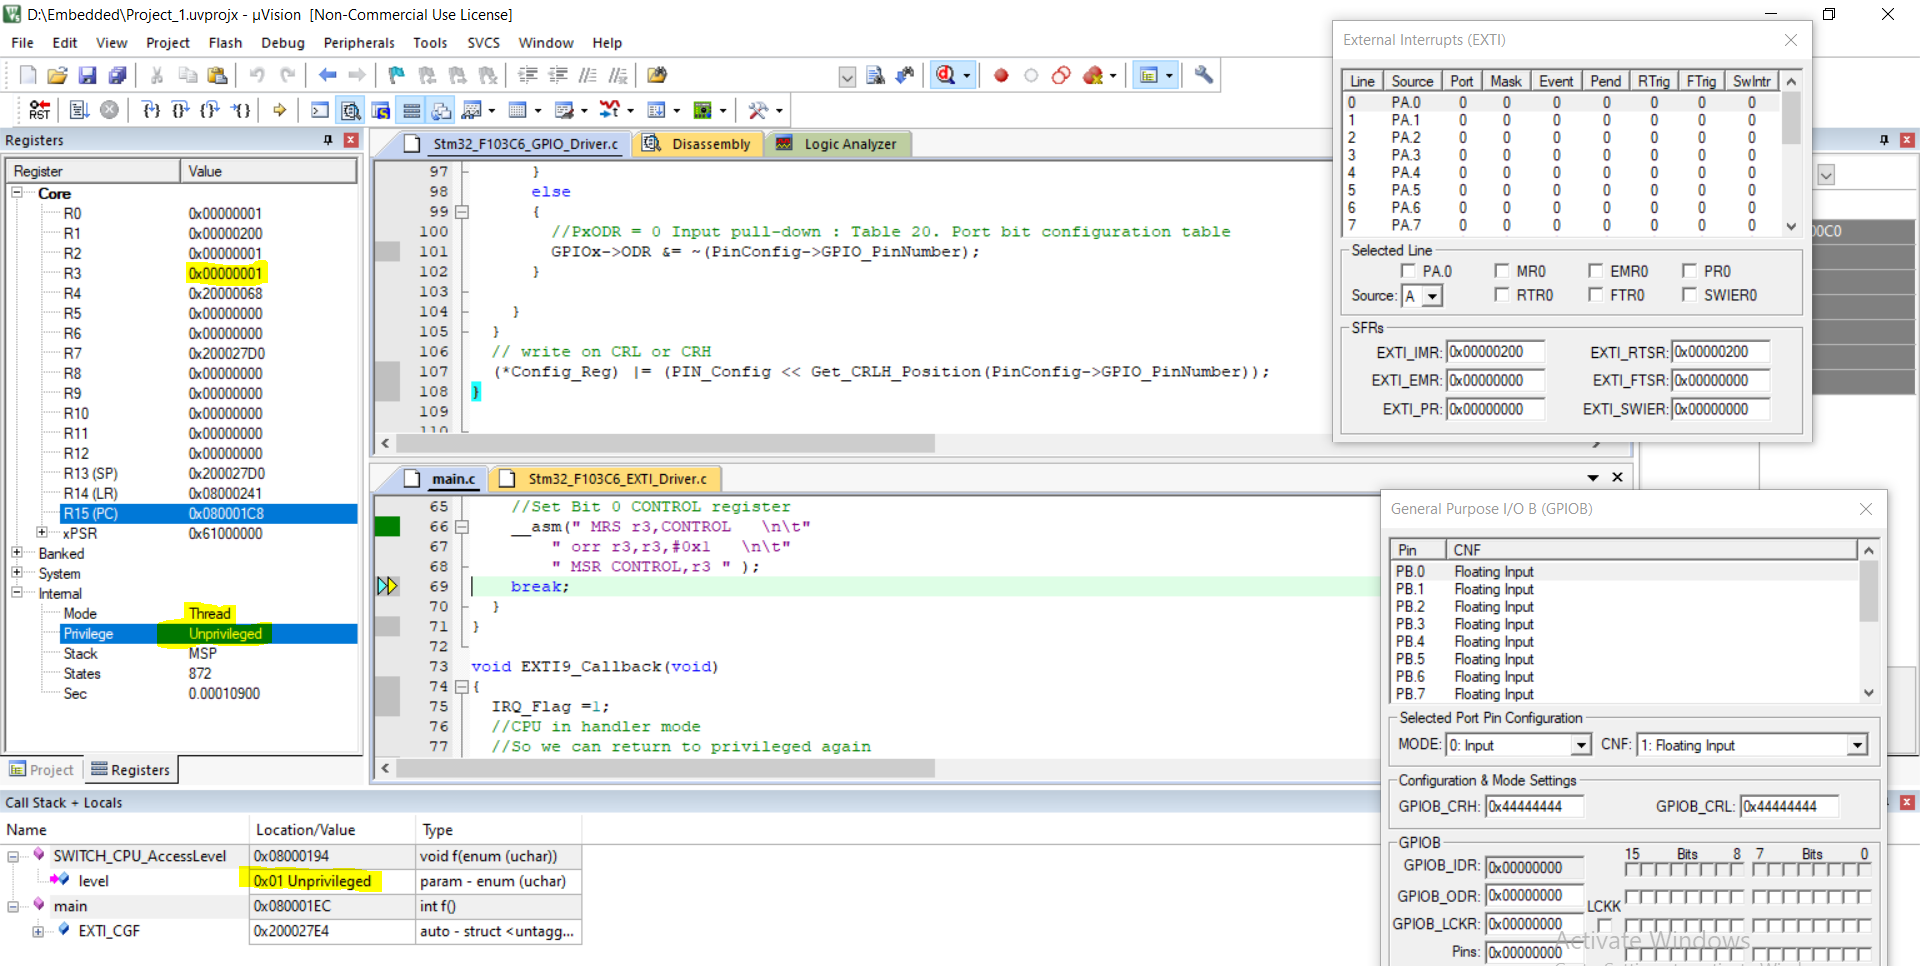 D:\Embedded\Project_1.uvprojx - µVision  [Non-Commercial Use License]
File Edit View Project Flash Debug Peripherals Tools SVCS Window Help
RST
Registers
Register Value
Core
R0 0x00000001
R1 0x00000200
R2 0x00000001
R3 0x00000001
R4 0x20000068
R5 0x00000000
R6 0x00000000
R7 0x200027D0
R8 0x00000000
R9 0x00000000
R10 0x00000000
R11 0x00000000
R12 0x00000000
R13 (SP) 0x200027D0
R14 (LR) 0x08000241
R15 (PC) 0x080001C8
xPSR 0x61000000
Banked
System
Internal
Mode Thread
Privilege Unprivileged
Stack MSP
States 872
Sec 0.00010900
Project Registers
Stm32_F103C6_GPIO_Driver.c Disassembly Logic Analyzer
97 }
98 else
99 {
100 //PxODR = 0 Input pull-down : Table 20. Port bit configuration table
101 GPIOx->ODR &= ~(PinConfig->GPIO_PinNumber);
102 }
103
104 }
105 }
106 // write on CRL or CRH
107 (*Config_Reg) |= (PIN_Config << Get_CRLH_Position(PinConfig->GPIO_PinNumber));
108 }
109
110
main.c Stm32_F103C6_EXTI_Driver.c
65 //Set Bit 0 CONTROL register
66 __asm(" MRS r3,CONTROL   \n\t"
67 " orr r3,r3,#0x1   \n\t"
68 " MSR CONTROL,r3 " );
69 break;
70 }
71 }
72
73 void EXTI9_Callback(void)
74 {
75 IRQ_Flag =1;
76 //CPU in handler mode
77 //So we can return to privileged again
External Interrupts (EXTI)
Line Source Port Mask Event Pend RTrig FTrig SwIntr
0 PA.0 0 0 0 0 0 0 0
1 PA.1 0 0 0 0 0 0 0
2 PA.2 0 0 0 0 0 0 0
3 PA.3 0 0 0 0 0 0 0
4 PA.4 0 0 0 0 0 0 0
5 PA.5 0 0 0 0 0 0 0
6 PA.6 0 0 0 0 0 0 0
7 PA.7 0 0 0 0 0 0 0
Selected Line
PA.0 MR0 EMR0 PR0
Source: A RTR0 FTR0 SWIER0
SFRs
EXTI_IMR: 0x00000200 EXTI_RTSR: 0x00000200
EXTI_EMR: 0x00000000 EXTI_FTSR: 0x00000000
EXTI_PR: 0x00000000 EXTI_SWIER: 0x00000000
General Purpose I/O B (GPIOB)
Pin CNF
PB.0 Floating Input
PB.1 Floating Input
PB.2 Floating Input
PB.3 Floating Input
PB.4 Floating Input
PB.5 Floating Input
PB.6 Floating Input
PB.7 Floating Input
Selected Port Pin Configuration
MODE: 0: Input CNF: 1: Floating Input
Configuration & Mode Settings
GPIOB_CRH: 0x44444444 GPIOB_CRL: 0x44444444
GPIOB
15 Bits 8 7 Bits 0
GPIOB_IDR: 0x00000000
GPIOB_ODR: 0x00000000
LCKK
GPIOB_LCKR: 0x00000000
Pins: 0x00000000
Activate Windows
Call Stack + Locals
Name Location/Value Type
SWITCH_CPU_AccessLevel 0x08000194 void f(enum (uchar))
level 0x01 Unprivileged param - enum (uchar)
main 0x080001EC int f()
EXTI_CGF 0x200027E4 auto - struct <untagg...